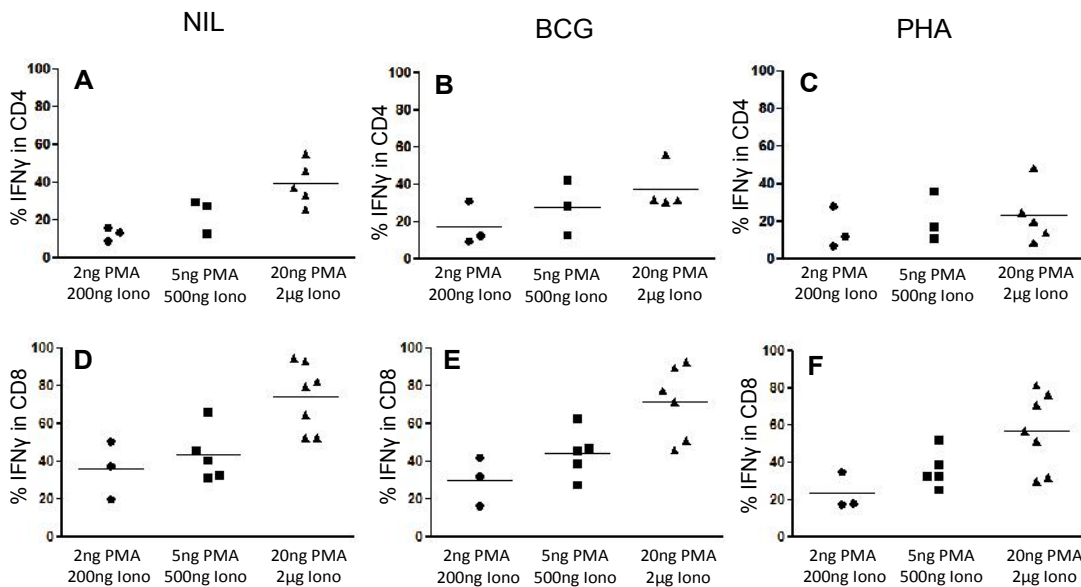 NIL
BCG
PHA
A
% IFNγ in CD4
100
80
60
40
20
0
2ng PMA
200ng Iono
5ng PMA
500ng Iono
20ng PMA
2µg Iono
B
% IFNγ in CD4
100
80
60
40
20
0
2ng PMA
200ng Iono
5ng PMA
500ng Iono
20ng PMA
2µg Iono
C
% IFNγ in CD4
100
80
60
40
20
0
2ng PMA
200ng Iono
5ng PMA
500ng Iono
20ng PMA
2µg Iono
D
% IFNγ in CD8
100
80
60
40
20
0
2ng PMA
200ng Iono
5ng PMA
500ng Iono
20ng PMA
2µg Iono
E
% IFNγ in CD8
100
80
60
40
20
0
2ng PMA
200ng Iono
5ng PMA
500ng Iono
20ng PMA
2µg Iono
F
% IFNγ in CD8
100
80
60
40
20
0
2ng PMA
200ng Iono
5ng PMA
500ng Iono
20ng PMA
2µg Iono